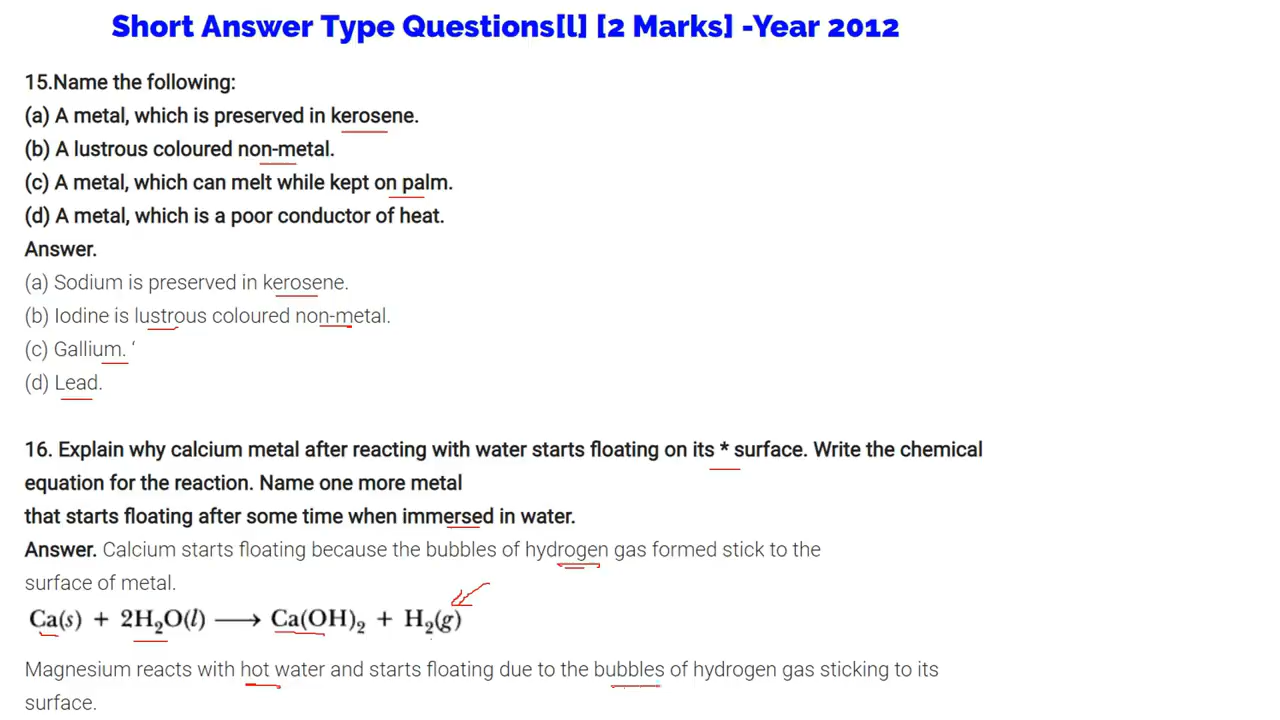 Short Answer Type Questions[l] [2 Marks] -Year 2012
15.Name the following:
(a) A metal, which is preserved in kerosene.
(b) A lustrous coloured non-metal.
(c) A metal, which can melt while kept on palm.
(d) A metal, which is a poor conductor of heat.
Answer.
(a) Sodium is preserved in kerosene.
(b) Iodine is lustrous coloured non-metal.
(c) Gallium. ‘
(d) Lead.
16. Explain why calcium metal after reacting with water starts floating on its * surface. Write the chemical
equation for the reaction. Name one more metal
that starts floating after some time when immersed in water.
Answer. Calcium starts floating because the bubbles of hydrogen gas formed stick to the
surface of metal.
Ca(s) + 2H₂O(l) ⟶ Ca(OH)₂ + H₂(g)
Magnesium reacts with hot water and starts floating due to the bubbles of hydrogen gas sticking to its
surface.